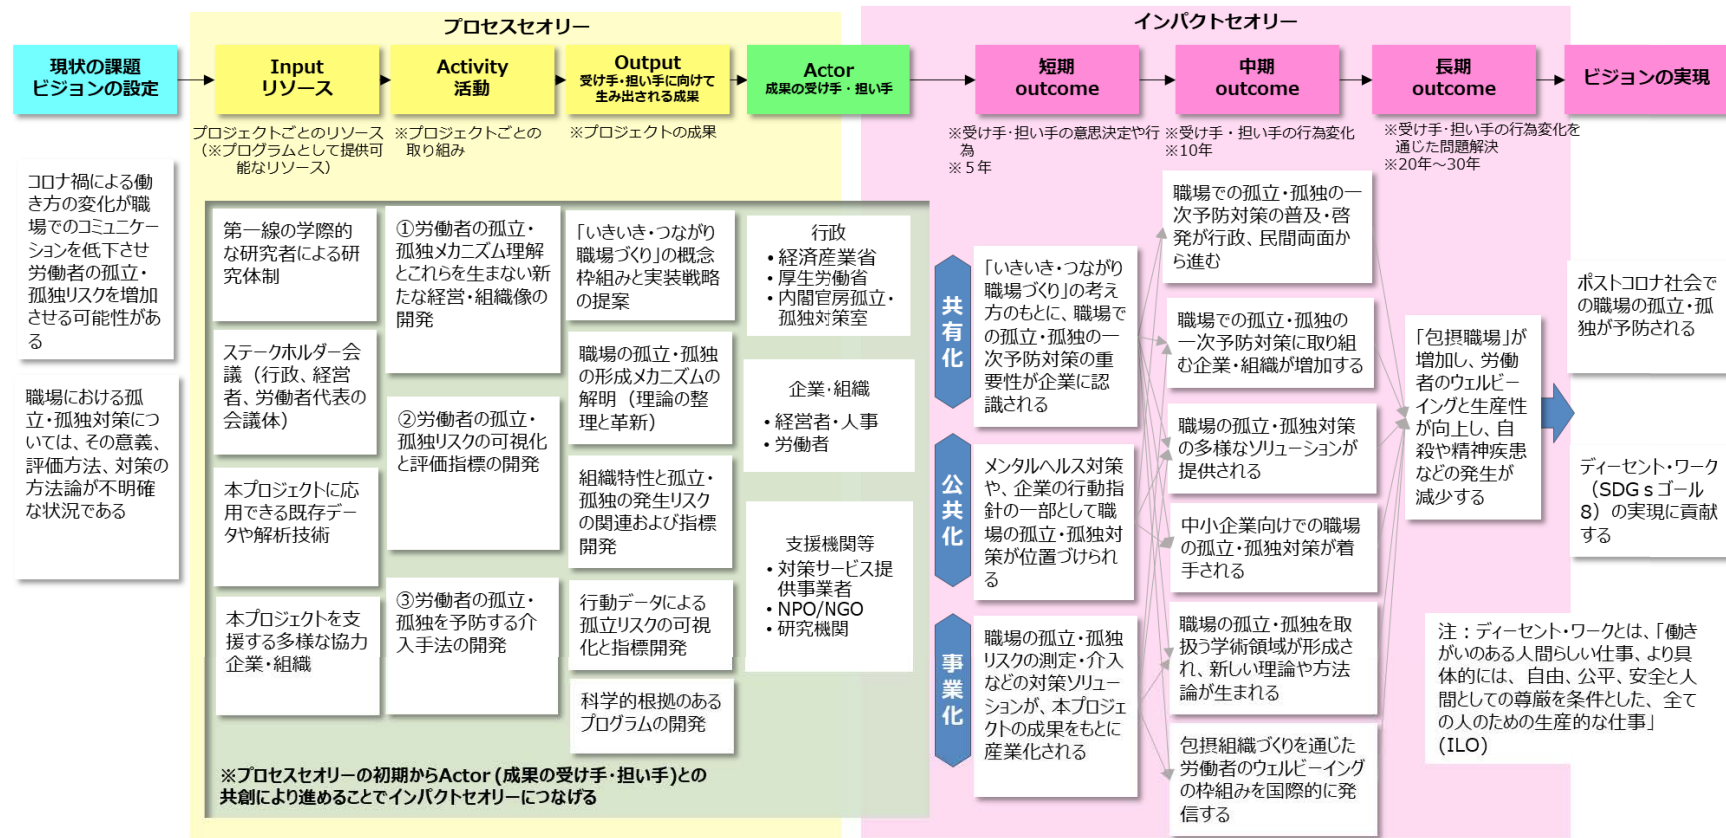 プロセスセオリー
インパクトセオリー
現状の課題
ビジョンの設定
Input
リソース
Activity
活動
Output
受け手・担い手に向けて
生み出される成果
Actor
成果の受け手・担い手
短期
outcome
中期
outcome
長期
outcome
ビジョンの実現
プロジェクトごとのリソース
（※プログラムとして提供可
能なリソース）
※プロジェクトごとの
取り組み
※プロジェクトの成果
※受け手・担い手の意思決定や行
為
※５年
※受け手・担い手の行為変化
※10年
※受け手・担い手の行為変化を
通じた問題解決
※20年～30年
コロナ禍による働
き方の変化が職
場でのコミュニケー
ションを低下させ
労働者の孤立・
孤独リスクを増加
させる可能性があ
る
職場における孤
立・孤独対策につ
いては、その意義、
評価方法、対策の
方法論が不明確
な状況である
第一線の学際的
な研究者による研
究体制
ステークホルダー会
議（行政、経営
者、労働者代表の
会議体）
本プロジェクトに応
用できる既存デー
タや解析技術
本プロジェクトを支
援する多様な協力
企業・組織
①労働者の孤立・
孤独メカニズム理解
とこれらを生まない新
たな経営・組織像の
開発
②労働者の孤立・
孤独リスクの可視化
と評価指標の開発
③労働者の孤立・
孤独を予防する介
入手法の開発
「いきいき・つながり
職場づくり」の概念
枠組みと実装戦略
の提案
職場の孤立・孤独
の形成メカニズムの
解明（理論の整
理と革新）
組織特性と孤立・
孤独の発生リスク
の関連および指標
開発
行動データによる
孤立リスクの可視
化と指標開発
科学的根拠のある
プログラムの開発
行政
・経済産業省
・厚生労働省
・内閣官房孤立・
孤独対策室
企業・組織
・経営者・人事
・労働者
支援機関等
・対策サービス提
供事業者
・NPO/NGO
・研究機関
※プロセスセオリーの初期からActor (成果の受け手・担い手)との
共創により進めることでインパクトセオリーにつなげる
共有化
公共化
事業化
「いきいき・つながり
職場づくり」の考え
方のもとに、職場で
の孤立・孤独の一
次予防対策の重
要性が企業に認
識される
メンタルヘルス対策
や、企業の行動指
針の一部として職
場の孤立・孤独対
策が位置づけられ
る
職場の孤立・孤独
リスクの測定・介入
などの対策ソリュー
ションが、本プロジェ
クトの成果をもとに
産業化される
職場での孤立・孤独の一
次予防対策の普及・啓
発が行政、民間両面か
ら進む
職場での孤立・孤独の
一次予防対策に取り組
む企業・組織が増加する
職場の孤立・孤独対策
の多様なソリューションが
提供される
中小企業向けでの職場
の孤立・孤独対策が着
手される
職場の孤立・孤独を取
扱う学術領域が形成さ
れ、新しい理論や方法
論が生まれる
包摂組織づくりを通じた
労働者のウェルビーイング
の枠組みを国際的に発
信する
「包摂職場」が
増加し、労働
者のウェルビー
イングと生産性
が向上し、自
殺や精神疾患
などの発生が
減少する
ポストコロナ社会で
の職場の孤立・孤
独が予防される
ディーセント・ワーク
（SDGｓゴール
8）の実現に貢献
する
注：ディーセント・ワークとは、「働き
がいのある人間らしい仕事、より具
体的には、自由、公平、安全と人
間としての尊厳を条件とした、全て
の人のための生産的な仕事」
(ILO)